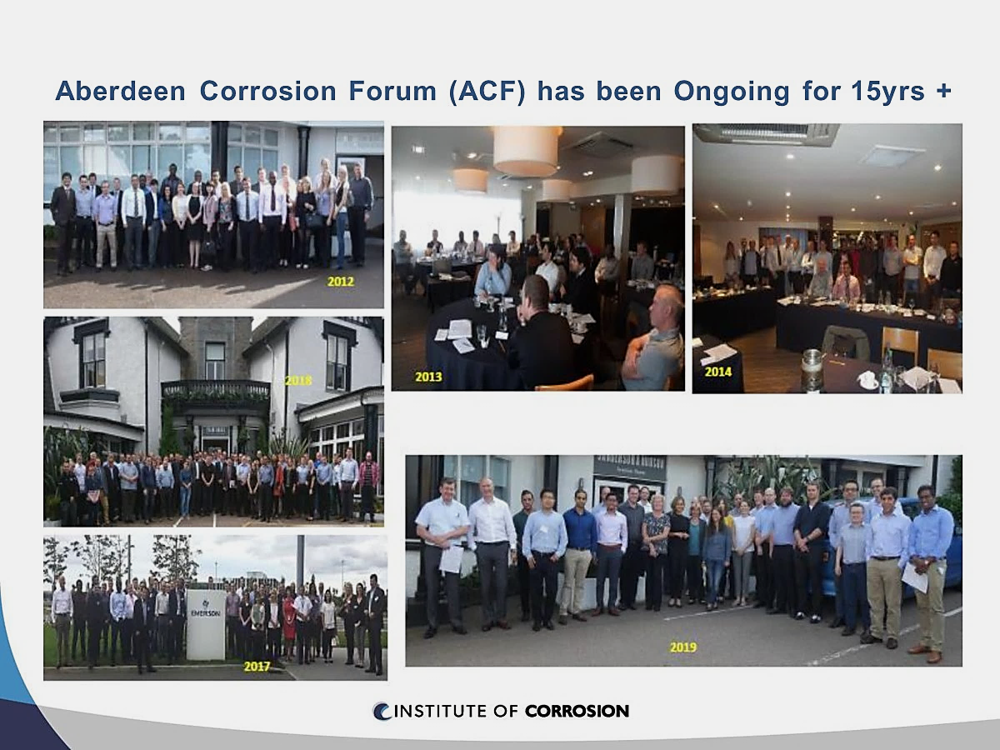 Aberdeen Corrosion Forum (ACF) has been Ongoing for 15yrs +
2012
2013
2014
2018
EMERSON
2017
2019
INSTITUTE OF CORROSION